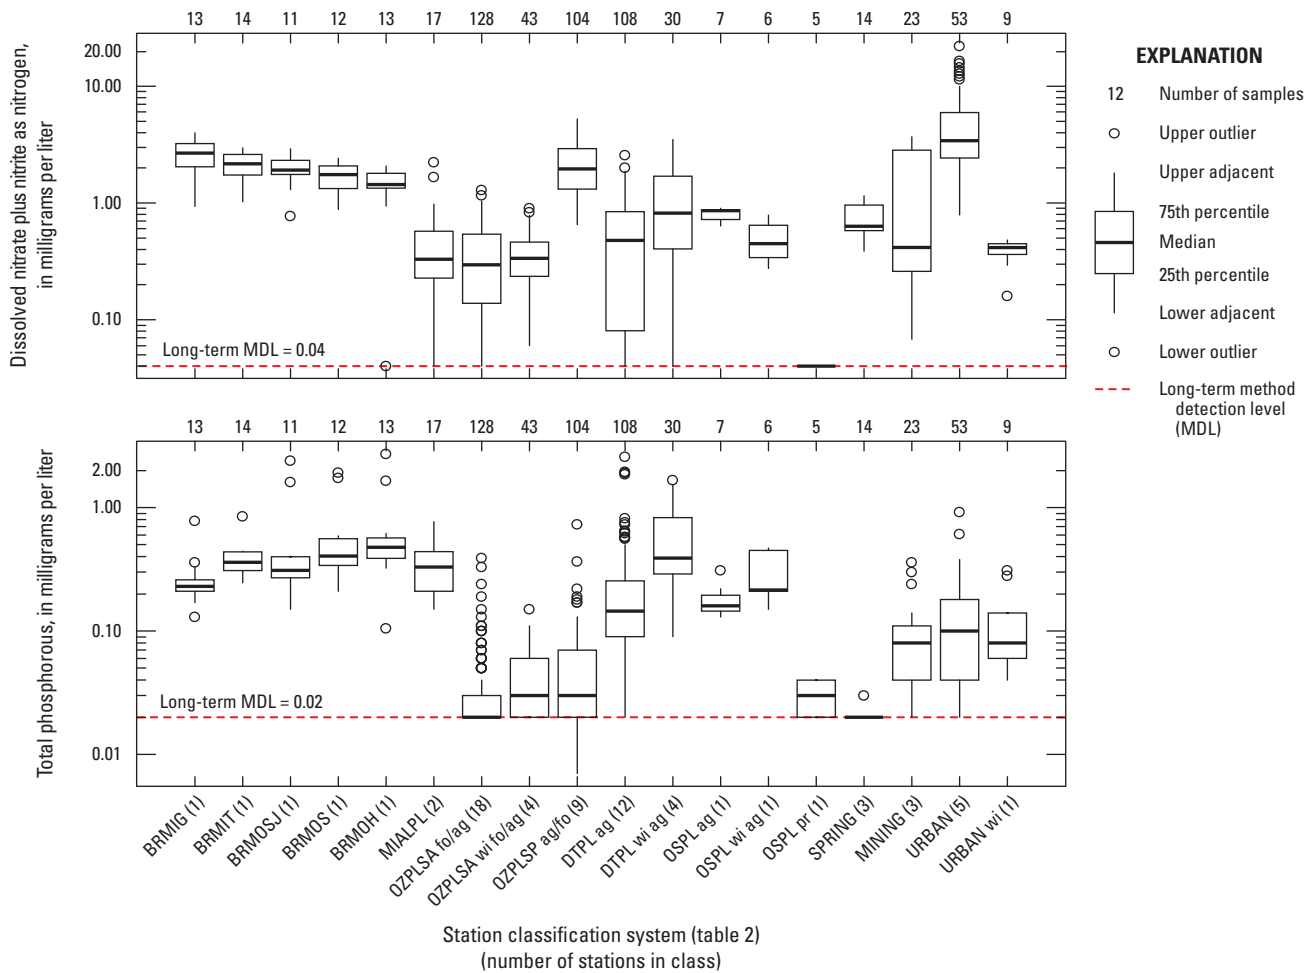 13 14 11 12 13 17 128 43 104 108 30 7 6 5 14 23 53 9
Dissolved nitrate plus nitrite as nitrogen,
in milligrams per liter
20.00
10.00
1.00
0.10
Long-term MDL = 0.04
EXPLANATION
12 Number of samples
Upper outlier
Upper adjacent
75th percentile
Median
25th percentile
Lower adjacent
Lower outlier
Long-term method
detection level
(MDL)
13 14 11 12 13 17 128 43 104 108 30 7 6 5 14 23 53 9
Total phosphorous, in milligrams per liter
2.00
1.00
0.10
0.01
Long-term MDL = 0.02
BRMIG (1)
BRMIT (1)
BRMOSJ (1)
BRMOS (1)
BRMOH (1)
MIALPL (2)
OZPLSA fo/ag (18)
OZPLSA wi fo/ag (4)
OZPLSP ag/fo (9)
DTPL ag (12)
DTPL wi ag (4)
OSPL ag (1)
OSPL wi ag (1)
OSPL pr (1)
SPRING (3)
MINING (3)
URBAN (5)
URBAN wi (1)
Station classification system (table 2)
(number of stations in class)